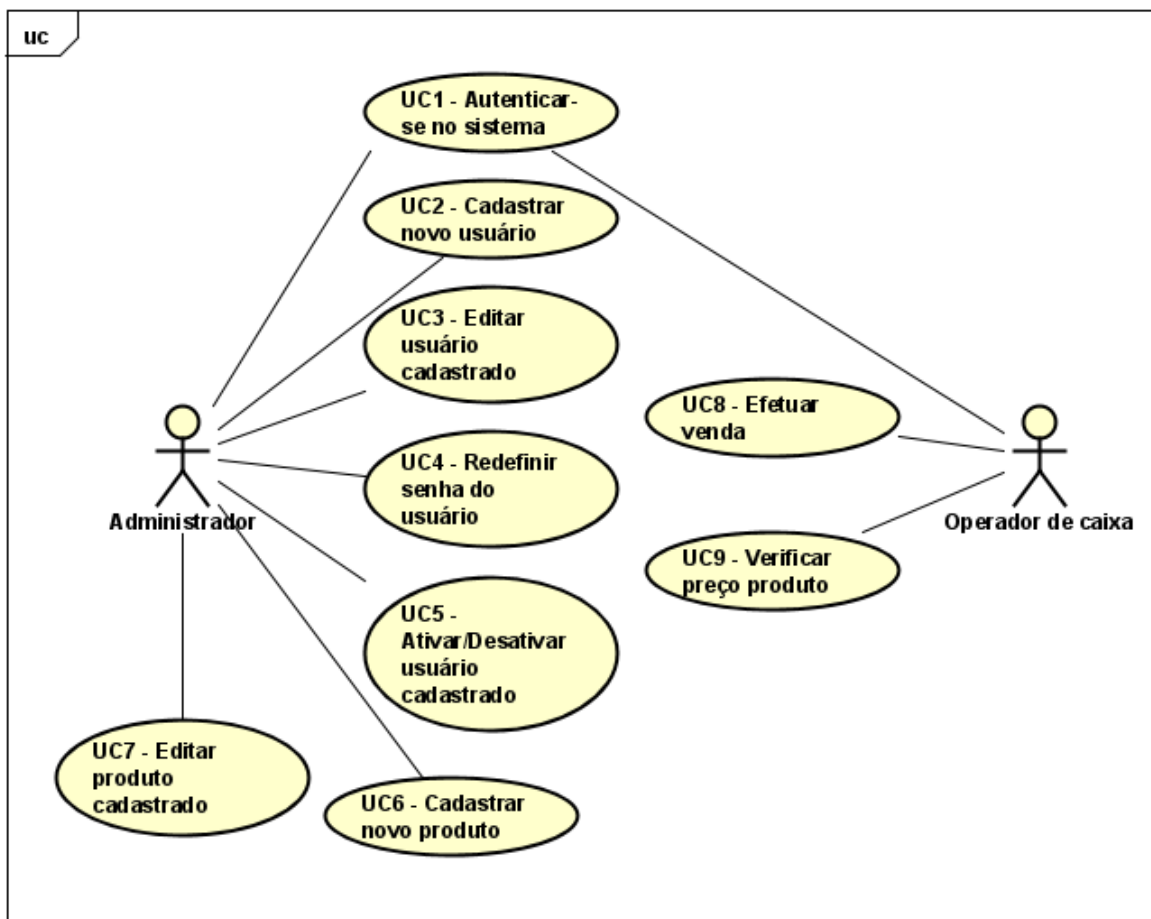 uc
UC1 - Autenticar-
se no sistema
UC2 - Cadastrar
novo usuário
UC3 - Editar
usuário
cadastrado
UC8 - Efetuar
venda
UC4 - Redefinir
senha do
usuário
Administrador
Operador de caixa
UC9 - Verificar
preço produto
UC5 -
Ativar/Desativar
usuário
cadastrado
UC7 - Editar
produto
cadastrado
UC6 - Cadastrar
novo produto